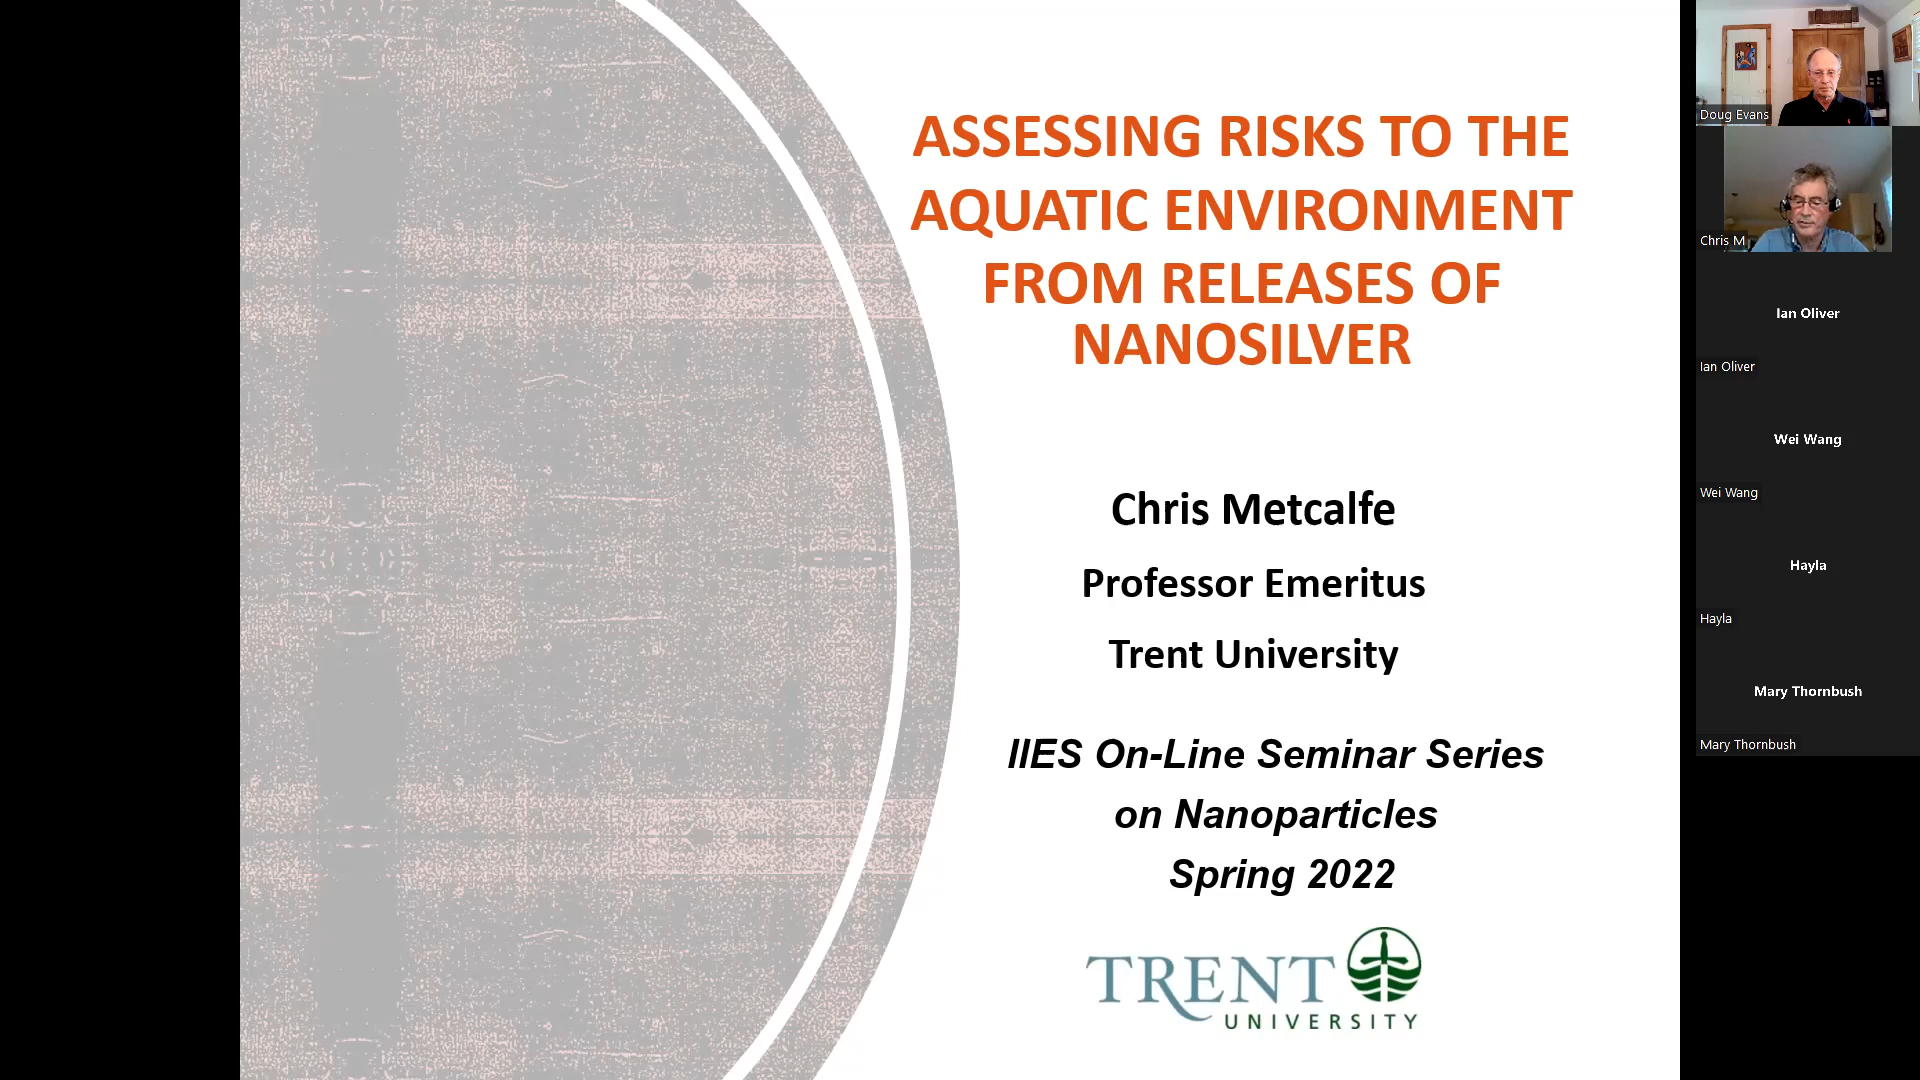 ASSESSING RISKS TO THE
AQUATIC ENVIRONMENT
FROM RELEASES OF
NANOSILVER
Chris Metcalfe
Professor Emeritus
Trent University
IIES On-Line Seminar Series
on Nanoparticles
Spring 2022
TRENT
UNIVERSITY
Doug Evans
Chris M
Ian Oliver
Ian Oliver
Wei Wang
Wei Wang
Hayla
Hayla
Mary Thornbush
Mary Thornbush